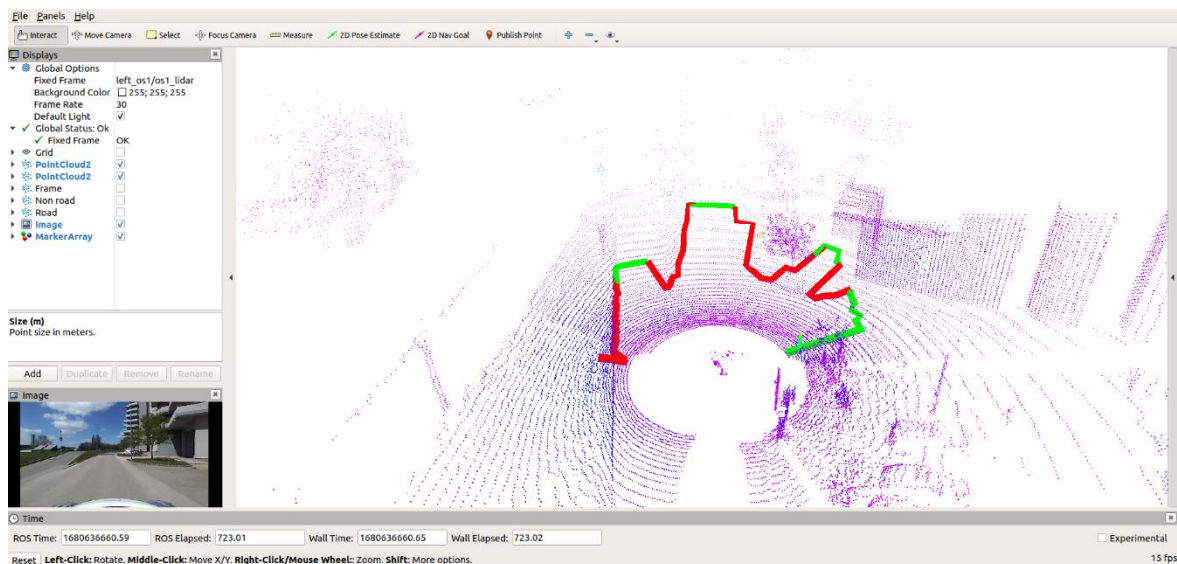 File Panels Help
Interact Move Camera Select Focus Camera Measure 2D Pose Estimate 2D Nav Goal Publish Point
Displays
Global Options
Fixed Frame left_os1/os1_lidar
Background Color 255; 255; 255
Frame Rate 30
Default Light
Global Status: Ok
Fixed Frame OK
Grid
PointCloud2
PointCloud2
Frame
Non road
Road
Image
MarkerArray
Size (m)
Point size in meters.
Add Duplicate Remove Rename
Image
Time
ROS Time: 1680636660.59 ROS Elapsed: 723.01 Wall Time: 1680636660.65 Wall Elapsed: 723.02 Experimental
Reset Left-Click: Rotate. Middle-Click: Move X/Y. Right-Click/Mouse Wheel:: Zoom. Shift: More options. 15 fps